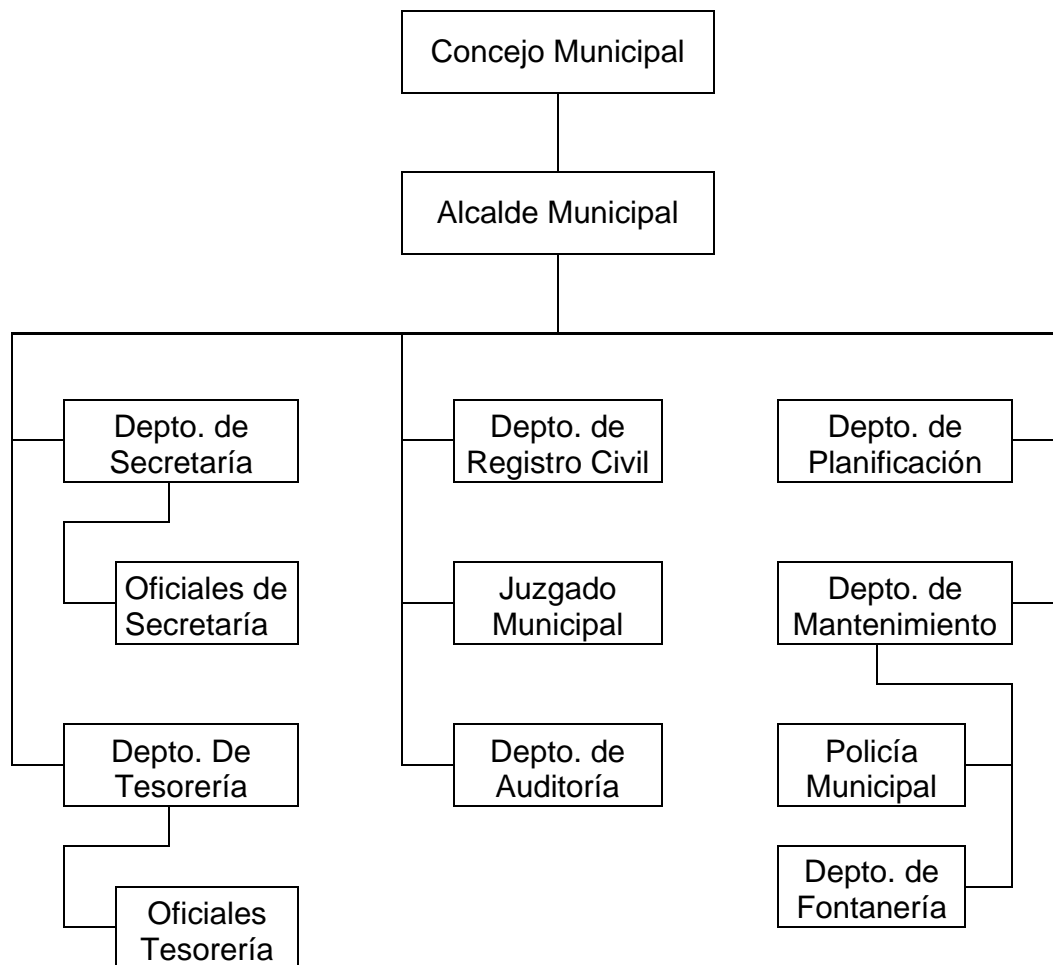 Concejo Municipal
Alcalde Municipal
Depto. de
Secretaría
Oficiales de
Secretaría
Depto. De
Tesorería
Oficiales
Tesorería
Depto. de
Registro Civil
Juzgado
Municipal
Depto. de
Auditoría
Depto. de
Planificación
Depto. de
Mantenimiento
Policía
Municipal
Depto. de
Fontanería